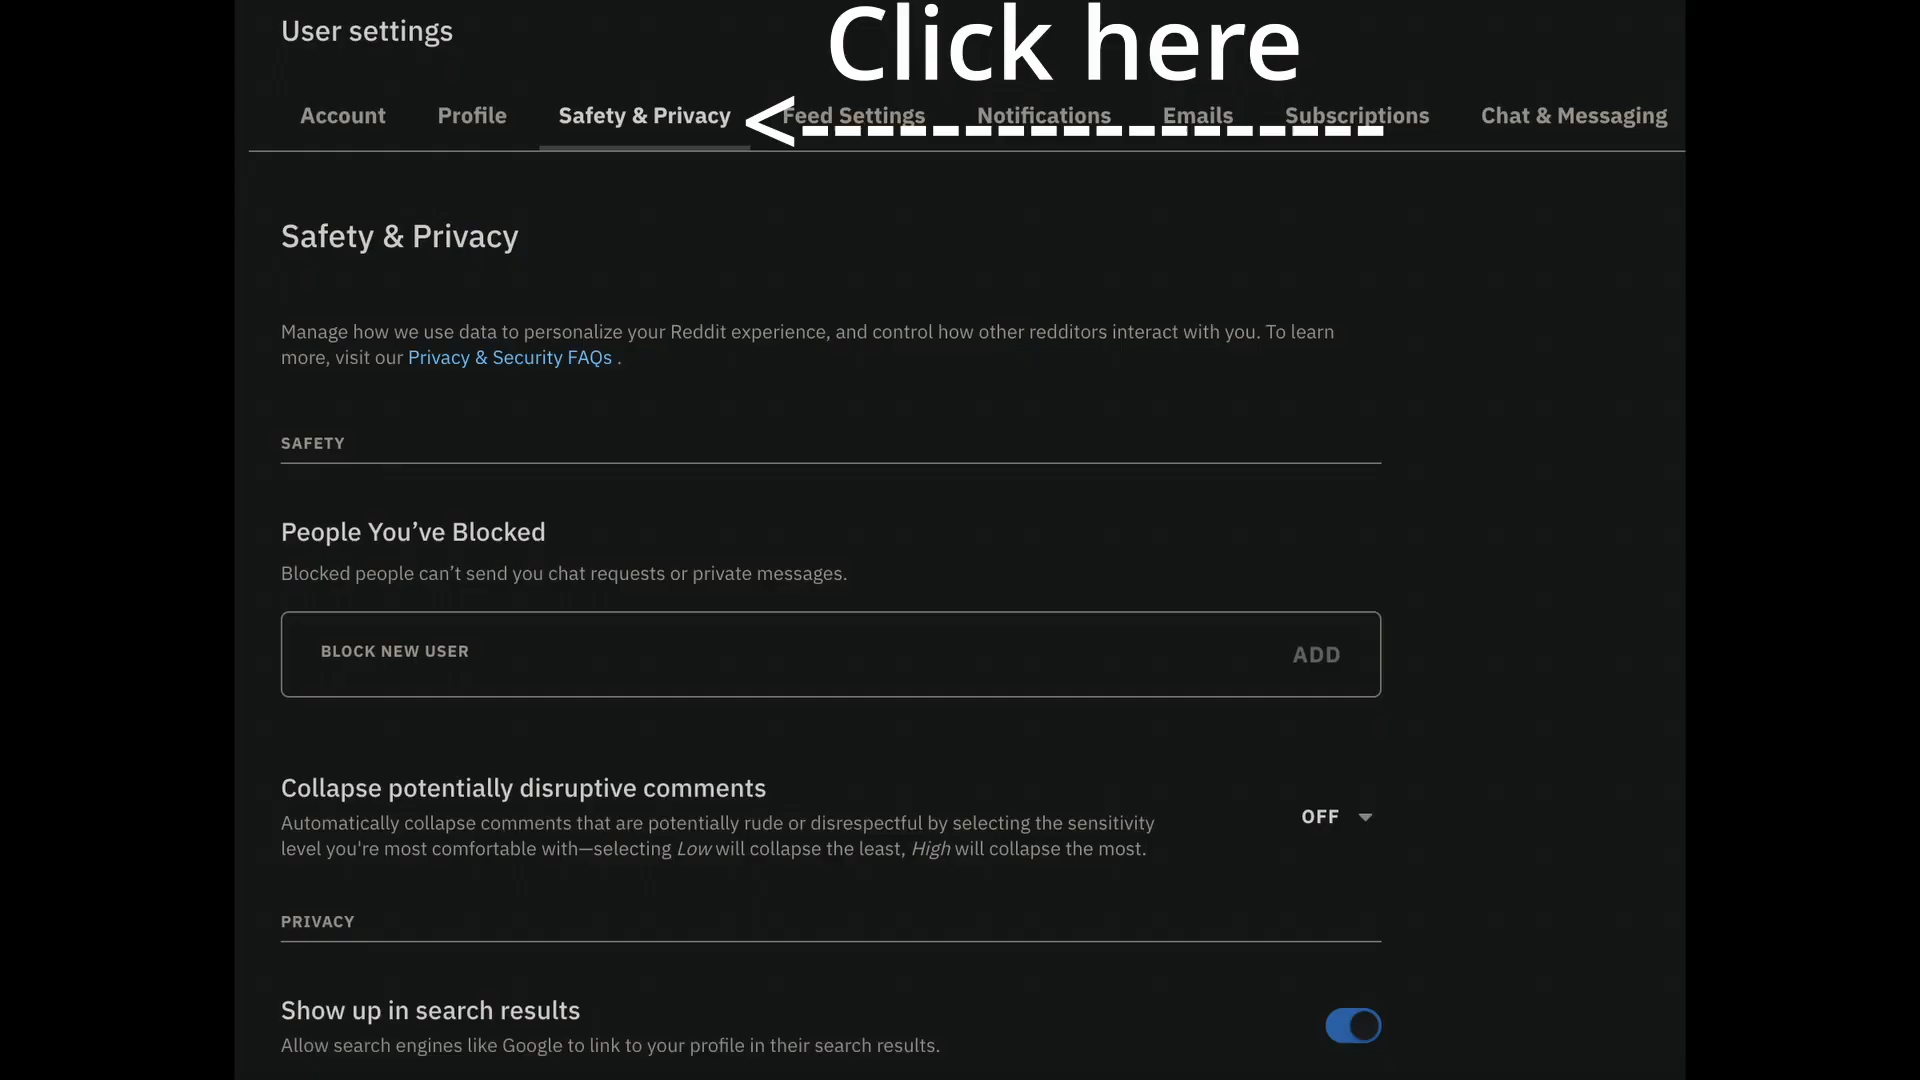 User settings
Click here
Account
Profile
Safety & Privacy
Feed Settings
Notifications
Emails
Subscriptions
Chat & Messaging
Safety & Privacy
Manage how we use data to personalize your Reddit experience, and control how other redditors interact with you. To learn
more, visit our Privacy & Security FAQs .
SAFETY
People You’ve Blocked
Blocked people can’t send you chat requests or private messages.
BLOCK NEW USER
ADD
Collapse potentially disruptive comments
Automatically collapse comments that are potentially rude or disrespectful by selecting the sensitivity
level you're most comfortable with—selecting Low will collapse the least, High will collapse the most.
OFF
PRIVACY
Show up in search results
Allow search engines like Google to link to your profile in their search results.